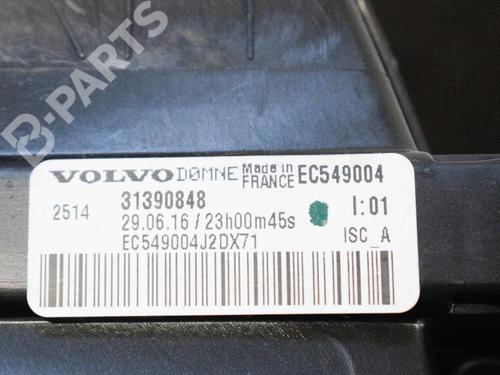 B-PARTS
VOLVO DØMNE Made in FRANCE EC549004
2514 31390848
29.06.16 / 23h00m45s I:01
EC549004J2DX71 ISC_A